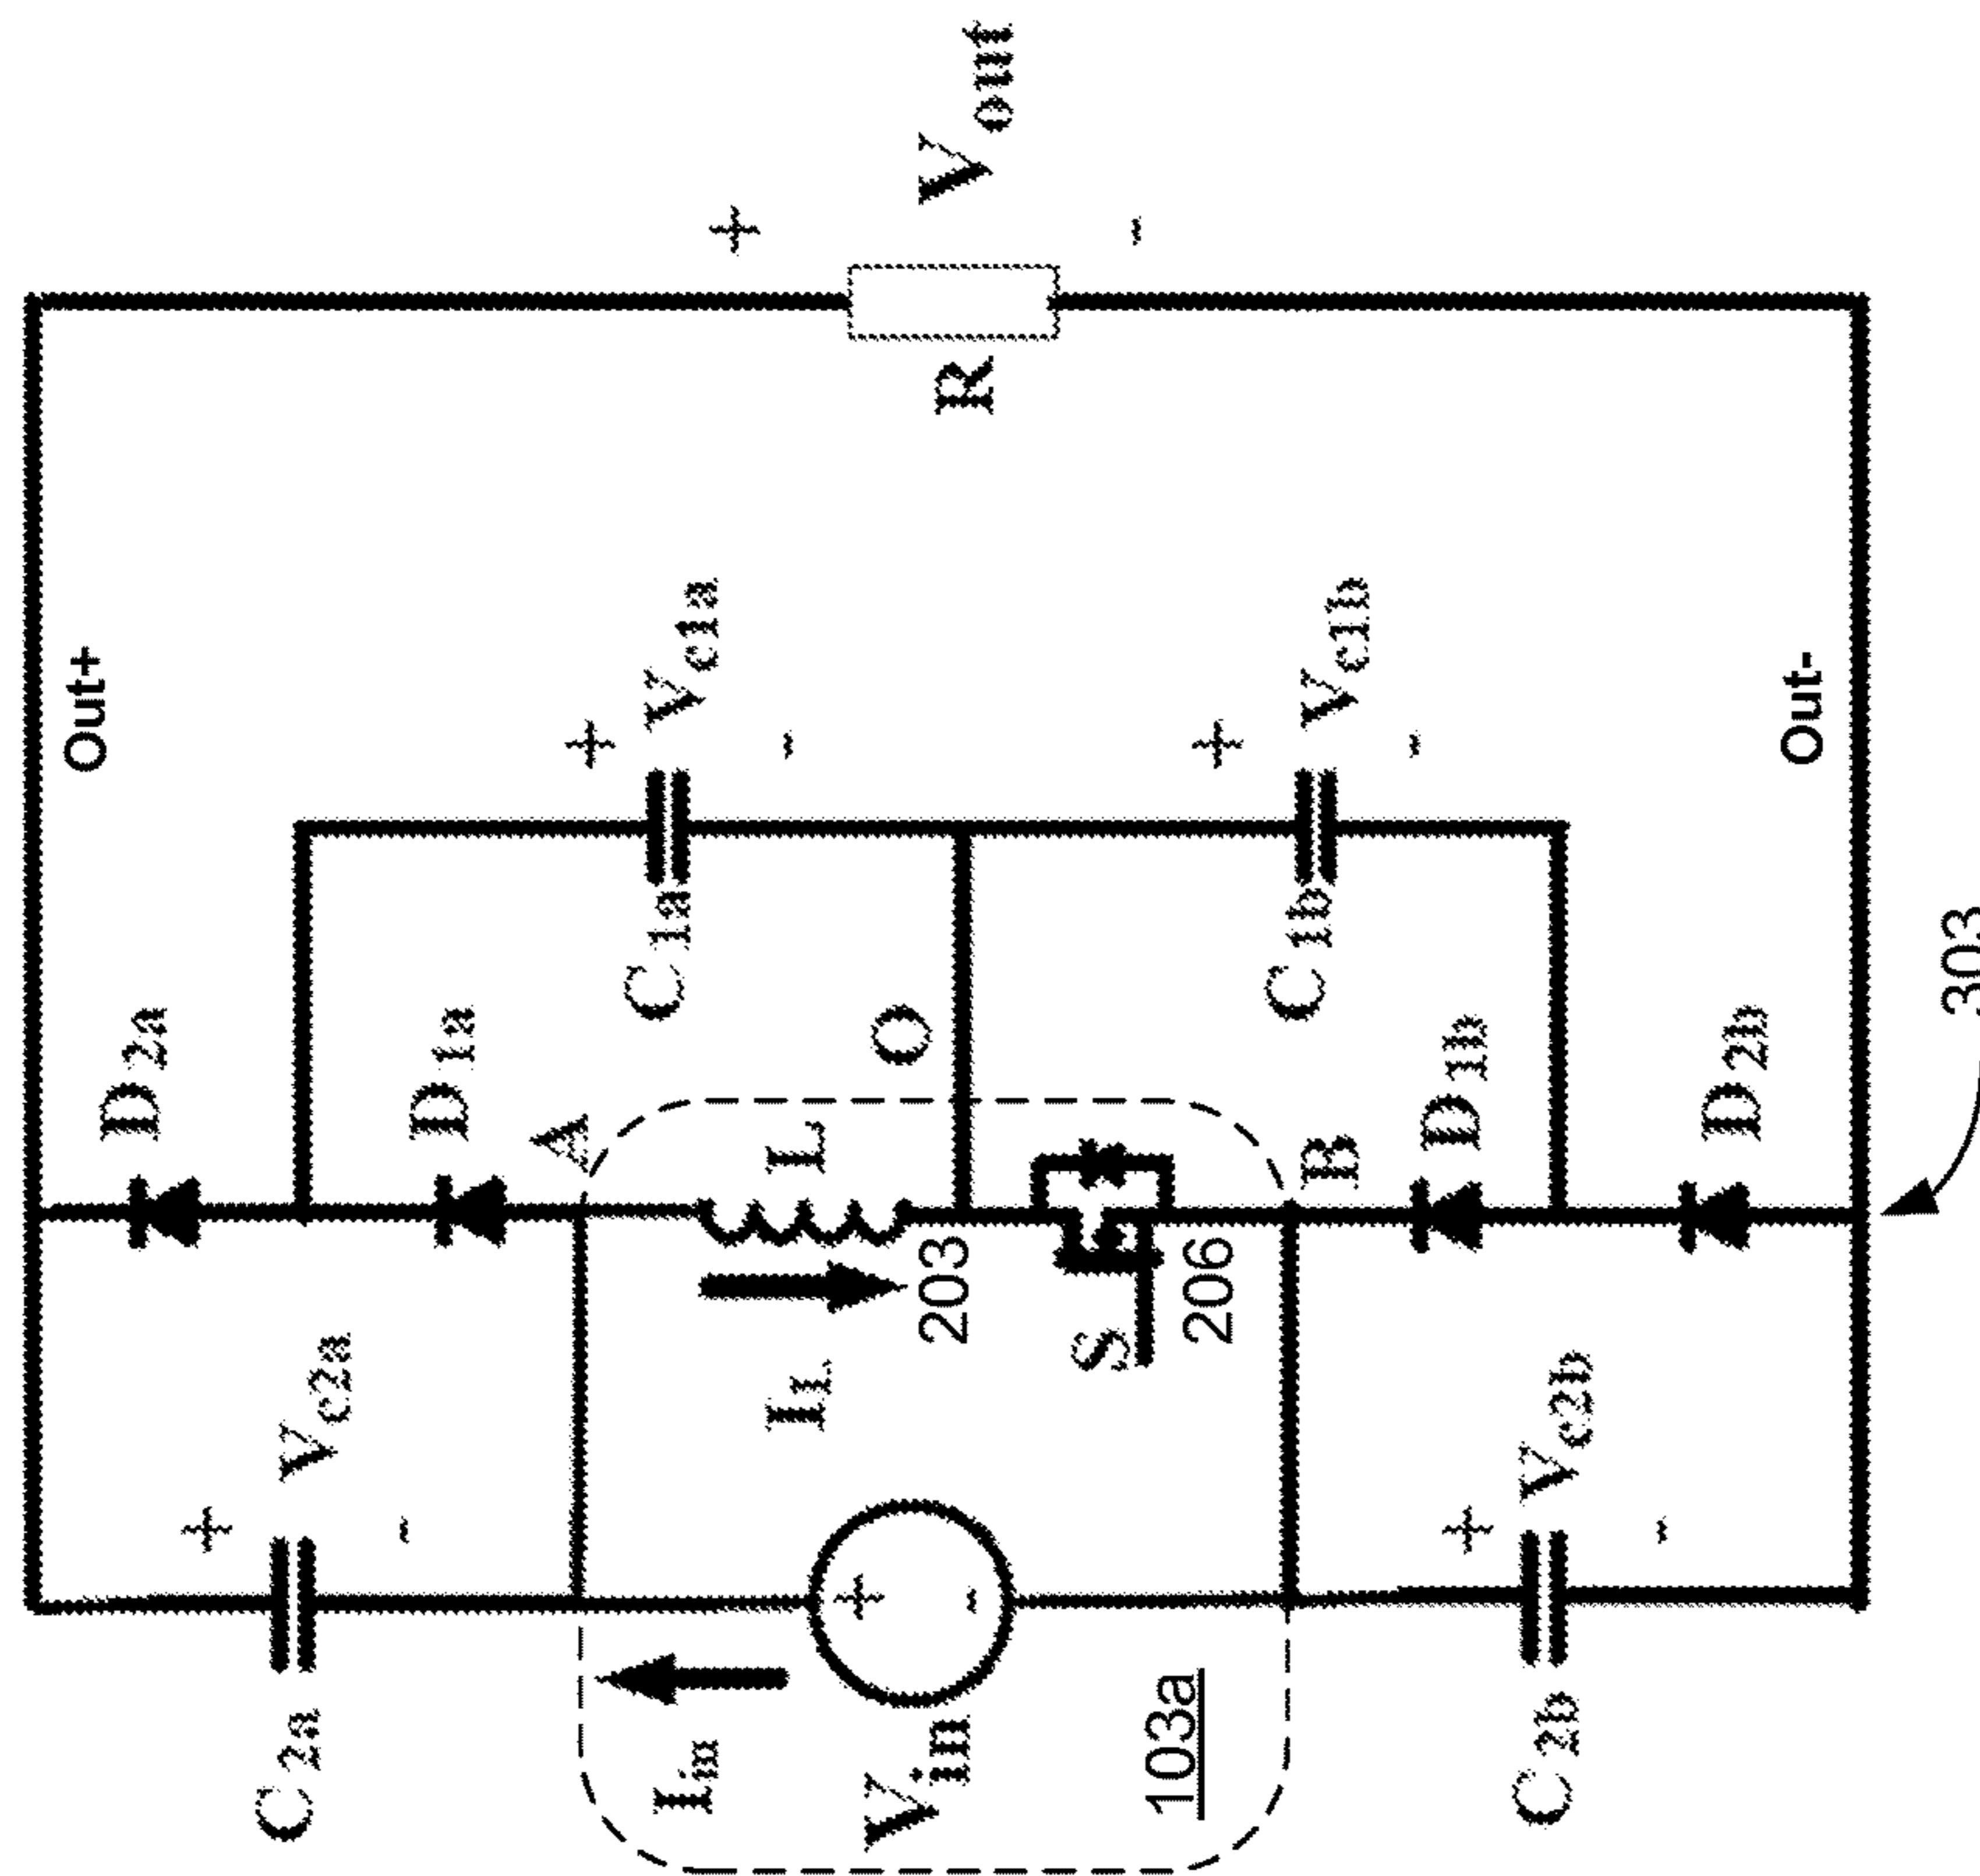 Out+
D2a
C2a
+
Vc2a
-
D1a
A
C1a
+
Vc1a
-
Iin
IL
L
O
+
-
Vin
203
R
+
Vout
-
S
206
103a
B
C1b
+
Vc1b
-
D1b
C2b
+
Vc2b
-
D2b
Out-
303